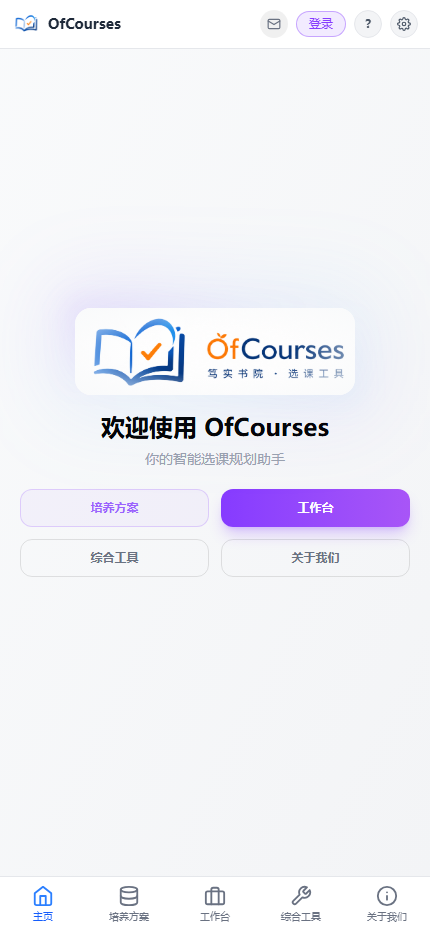 OfCourses
登录
?
OfCourses
笃实书院 · 选课工具
欢迎使用 OfCourses
你的智能选课规划助手
培养方案
工作台
综合工具
关于我们
主页
培养方案
工作台
综合工具
关于我们